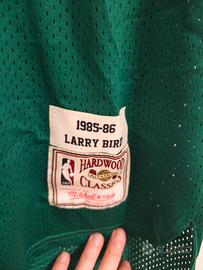 1985-86
LARRY BIRD
HARDWOOD
CLASSICS
Mitchell & Ness